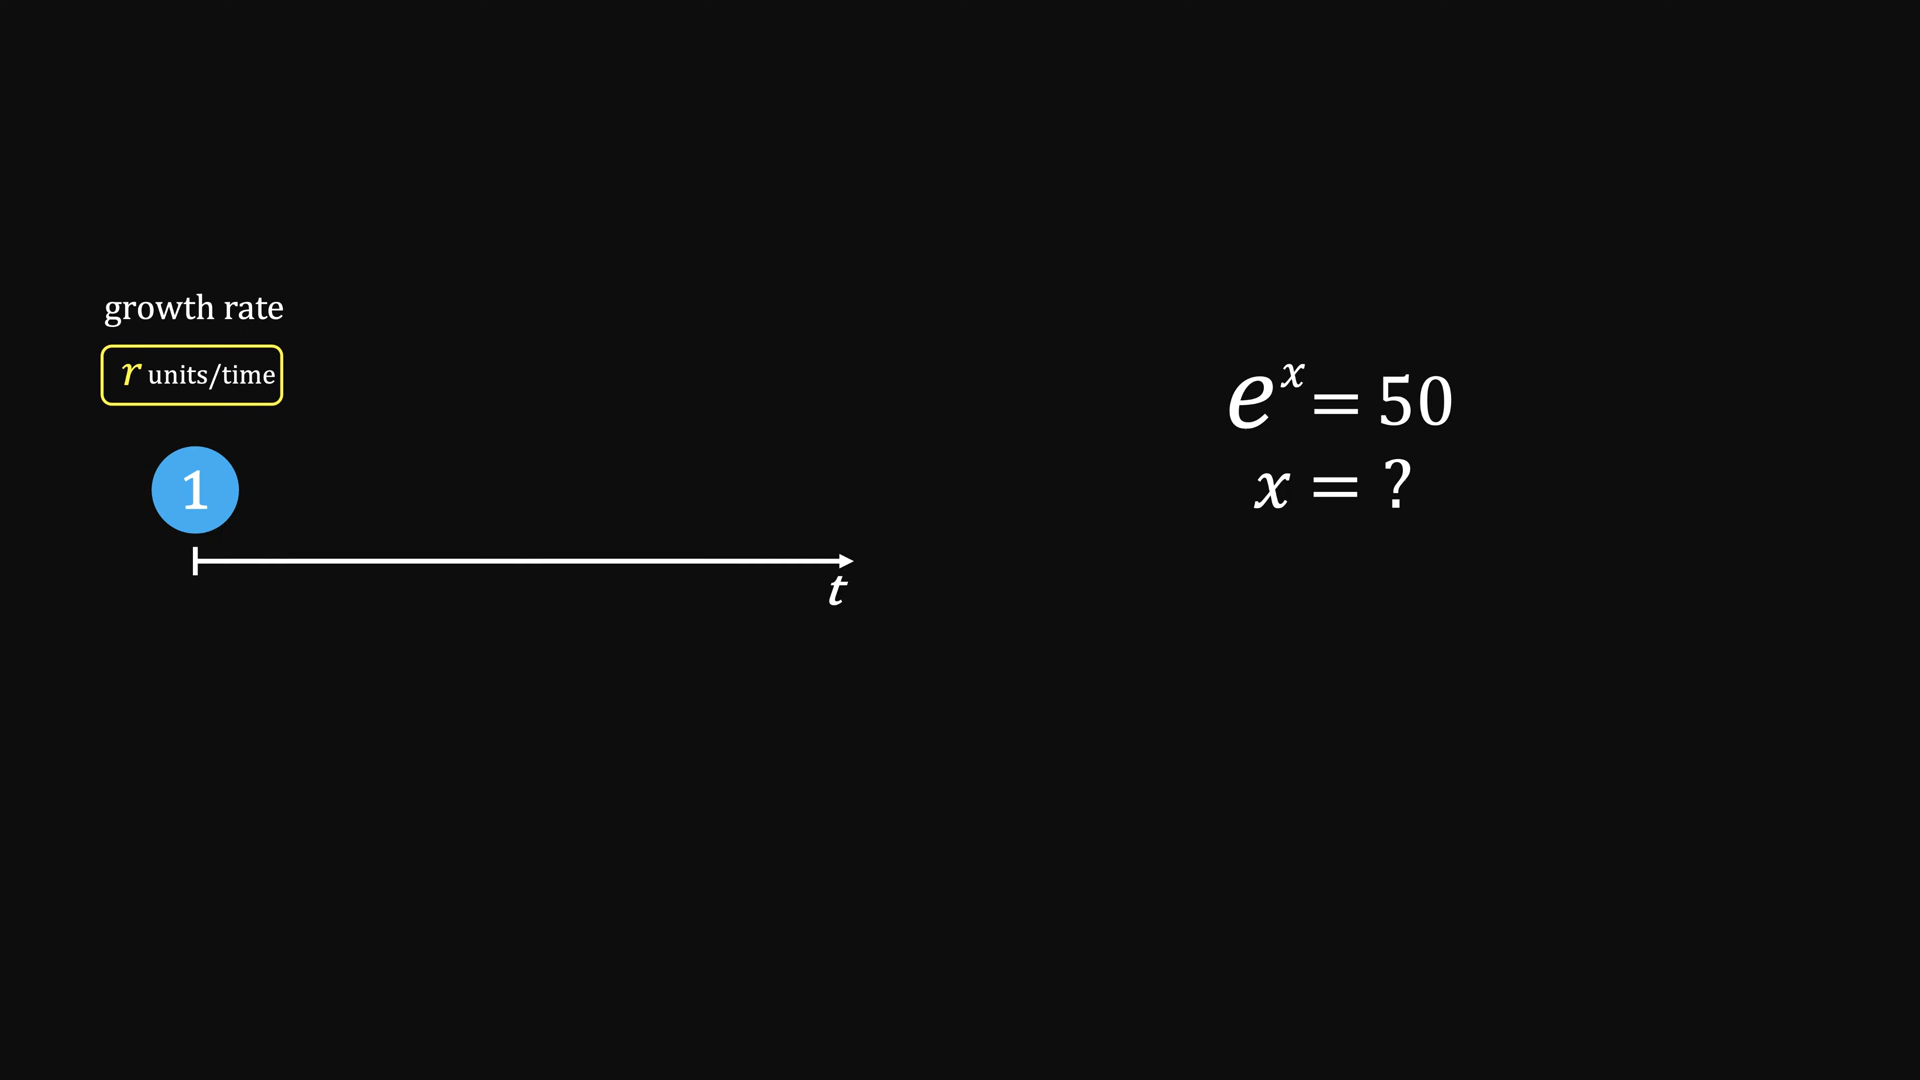 growth rate
r units/time
1
t
e^x = 50
x = ?